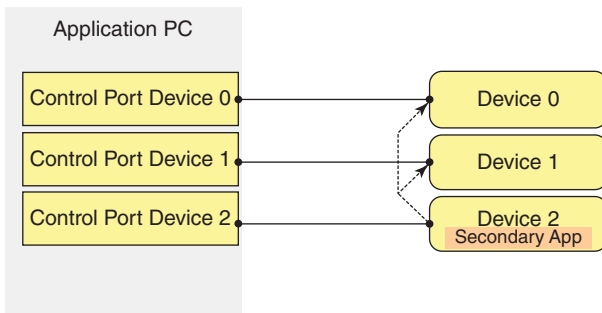 Application PC
Control Port Device 0
Device 0
Control Port Device 1
Device 1
Control Port Device 2
Device 2
Secondary App